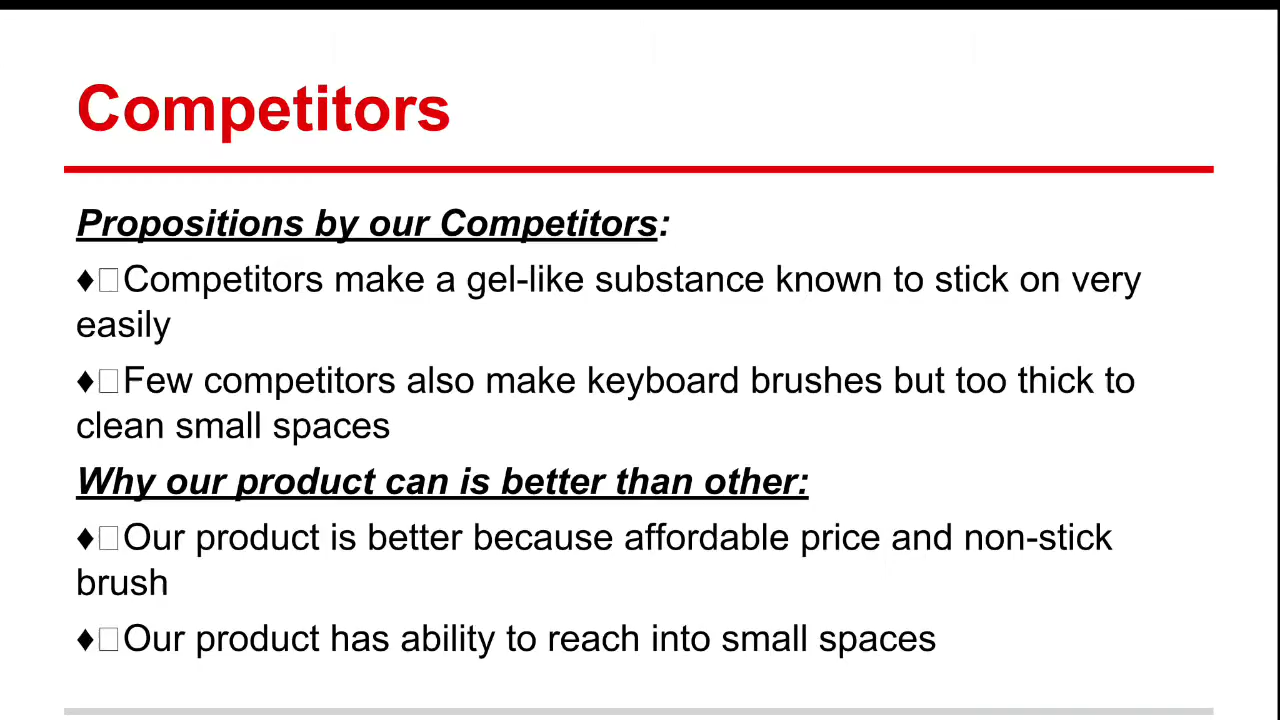 Competitors
Propositions by our Competitors:
♦□Competitors make a gel-like substance known to stick on very
easily
♦□Few competitors also make keyboard brushes but too thick to
clean small spaces
Why our product can is better than other:
♦□Our product is better because affordable price and non-stick
brush
♦□Our product has ability to reach into small spaces